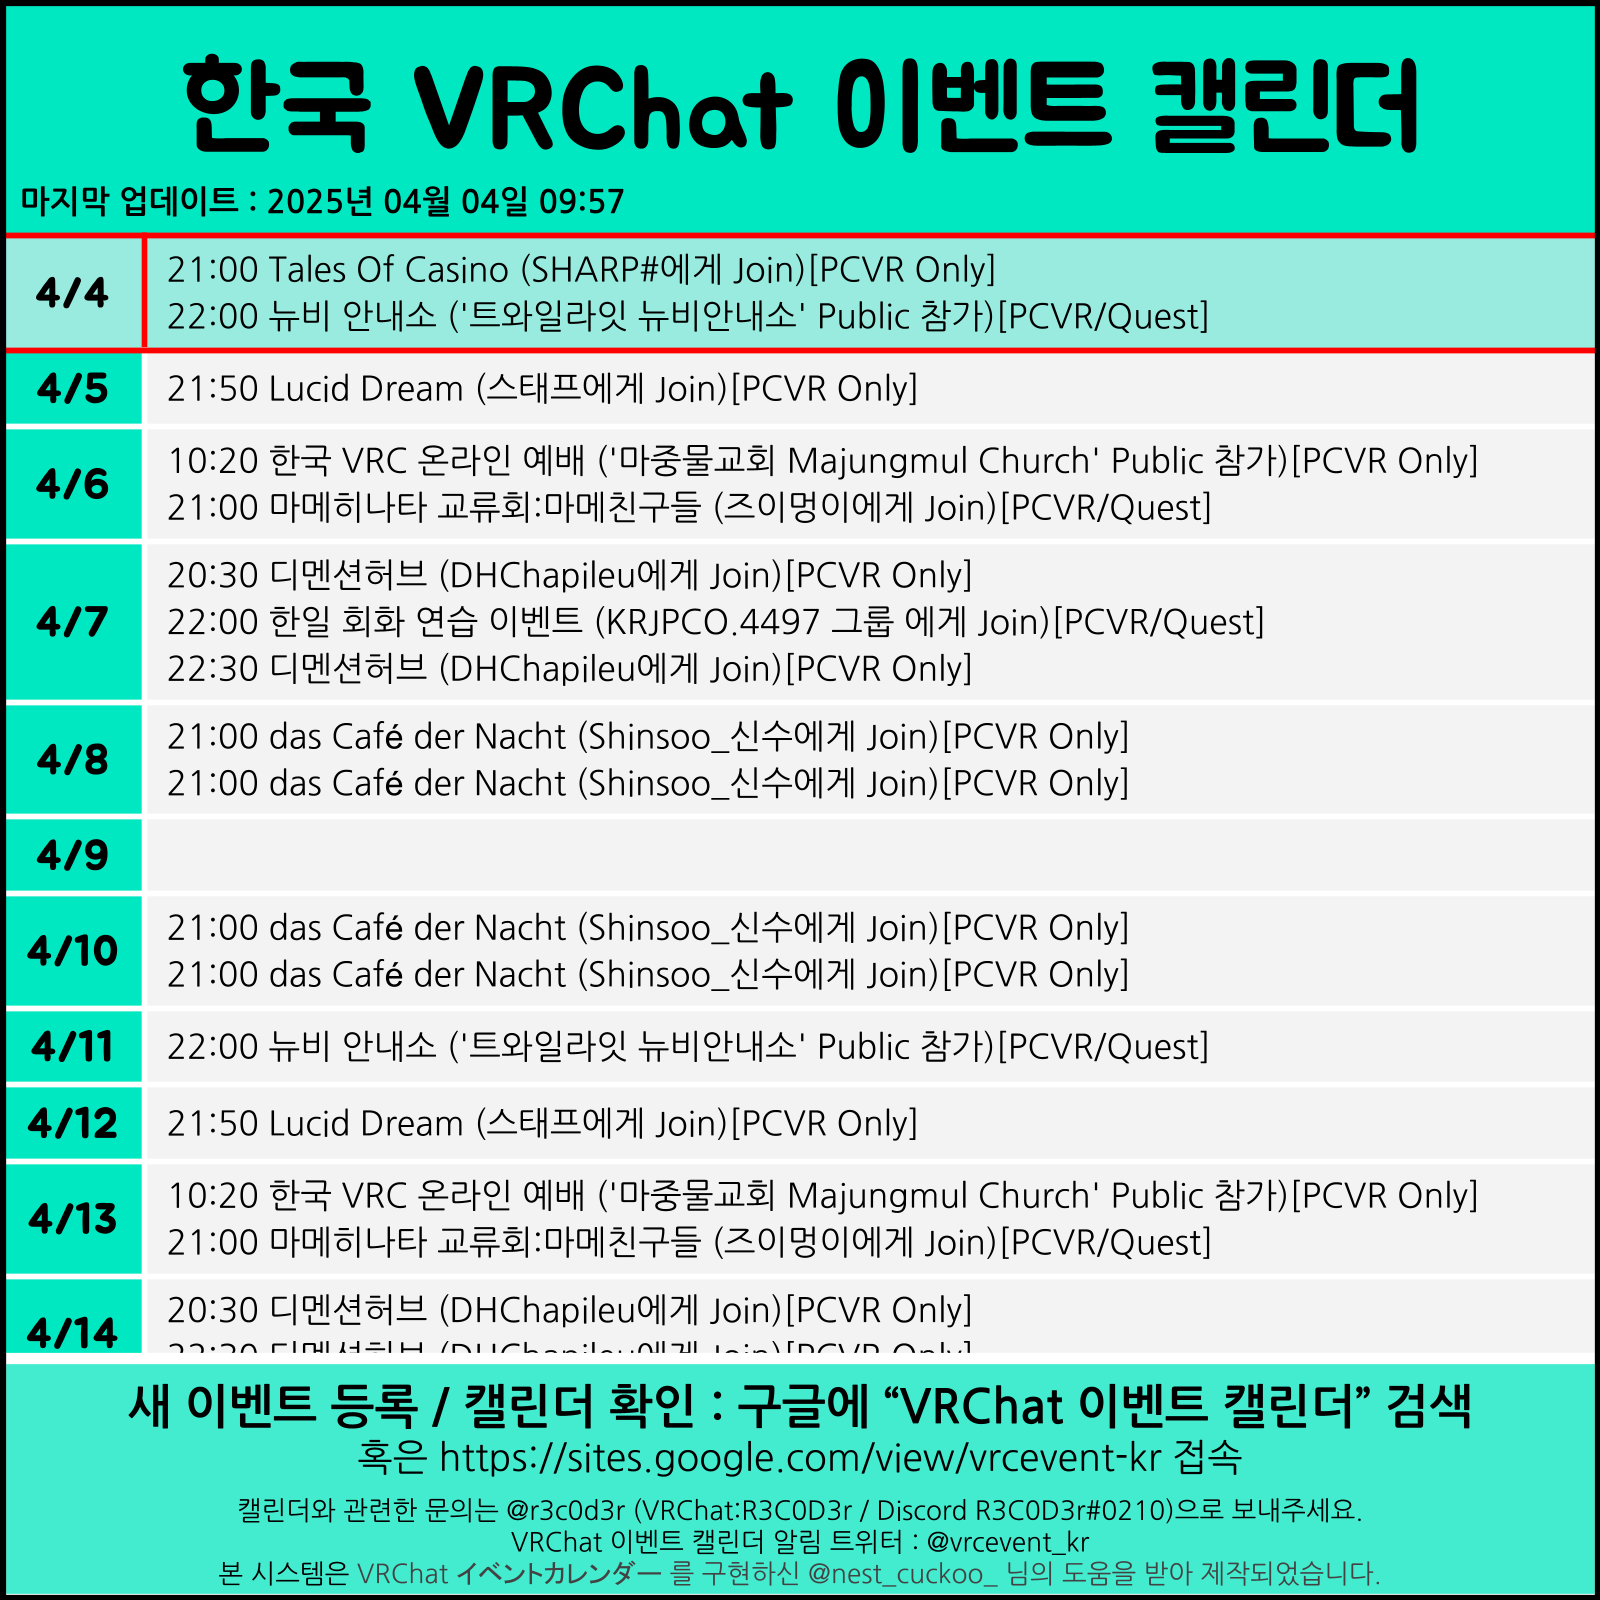 한국 VRChat 이벤트 캘린더
마지막 업데이트 : 2025년 04월 04일 09:57
4/4
21:00 Tales Of Casino (SHARP#에게 Join)[PCVR Only]
22:00 뉴비 안내소 ('트와일라잇 뉴비안내소' Public 참가)[PCVR/Quest]
4/5
21:50 Lucid Dream (스태프에게 Join)[PCVR Only]
4/6
10:20 한국 VRC 온라인 예배 ('마중물교회 Majungmul Church' Public 참가)[PCVR Only]
21:00 마메히나타 교류회:마메친구들 (즈이멍이에게 Join)[PCVR/Quest]
4/7
20:30 디멘션허브 (DHChapileu에게 Join)[PCVR Only]
22:00 한일 회화 연습 이벤트 (KRJPCO.4497 그룹 에게 Join)[PCVR/Quest]
22:30 디멘션허브 (DHChapileu에게 Join)[PCVR Only]
4/8
21:00 das Café der Nacht (Shinsoo_신수에게 Join)[PCVR Only]
21:00 das Café der Nacht (Shinsoo_신수에게 Join)[PCVR Only]
4/9
4/10
21:00 das Café der Nacht (Shinsoo_신수에게 Join)[PCVR Only]
21:00 das Café der Nacht (Shinsoo_신수에게 Join)[PCVR Only]
4/11
22:00 뉴비 안내소 ('트와일라잇 뉴비안내소' Public 참가)[PCVR/Quest]
4/12
21:50 Lucid Dream (스태프에게 Join)[PCVR Only]
4/13
10:20 한국 VRC 온라인 예배 ('마중물교회 Majungmul Church' Public 참가)[PCVR Only]
21:00 마메히나타 교류회:마메친구들 (즈이멍이에게 Join)[PCVR/Quest]
4/14
20:30 디멘션허브 (DHChapileu에게 Join)[PCVR Only]
22:30 디멘션허브 (DHChapileu에게 Join)[PCVR Only]
새 이벤트 등록 / 캘린더 확인 : 구글에 “VRChat 이벤트 캘린더” 검색
혹은 https://sites.google.com/view/vrcevent-kr 접속
캘린더와 관련한 문의는 @r3c0d3r (VRChat:R3C0D3r / Discord R3C0D3r#0210)으로 보내주세요.
VRChat 이벤트 캘린더 알림 트위터 : @vrcevent_kr
본 시스템은 VRChat イベントカレンダー 를 구현하신 @nest_cuckoo_ 님의 도움을 받아 제작되었습니다.